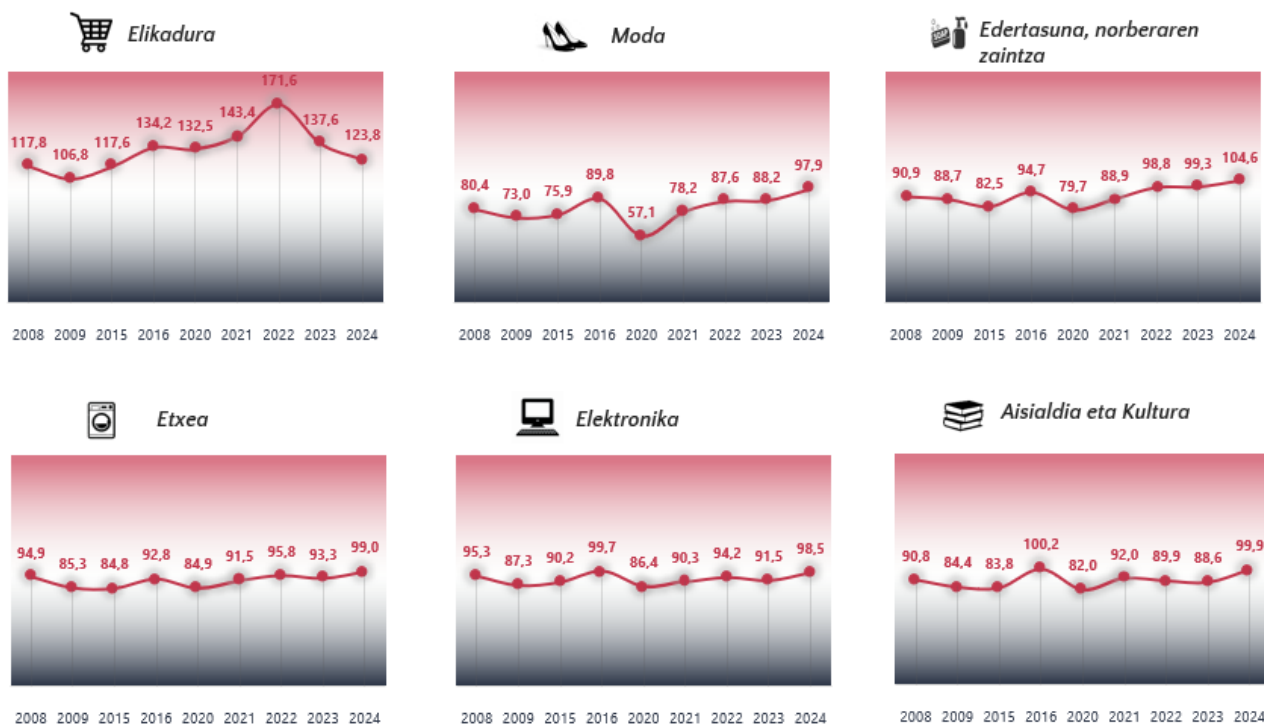 Elikadura
117,8 106,8 117,6 134,2 132,5 143,4 171,6 137,6 123,8
2008 2009 2015 2016 2020 2021 2022 2023 2024
Moda
80,4 73,0 75,9 89,8 57,1 78,2 87,6 88,2 97,9
2008 2009 2015 2016 2020 2021 2022 2023 2024
SOAP
Edertasuna, norberaren
zaintza
90,9 88,7 82,5 94,7 79,7 88,9 98,8 99,3 104,6
2008 2009 2015 2016 2020 2021 2022 2023 2024
Etxea
94,9 85,3 84,8 92,8 84,9 91,5 95,8 93,3 99,0
2008 2009 2015 2016 2020 2021 2022 2023 2024
Elektronika
95,3 87,3 90,2 99,7 86,4 90,3 94,2 91,5 98,5
2008 2009 2015 2016 2020 2021 2022 2023 2024
Aisialdia eta Kultura
90,8 84,4 83,8 100,2 82,0 92,0 89,9 88,6 99,9
2008 2009 2015 2016 2020 2021 2022 2023 2024